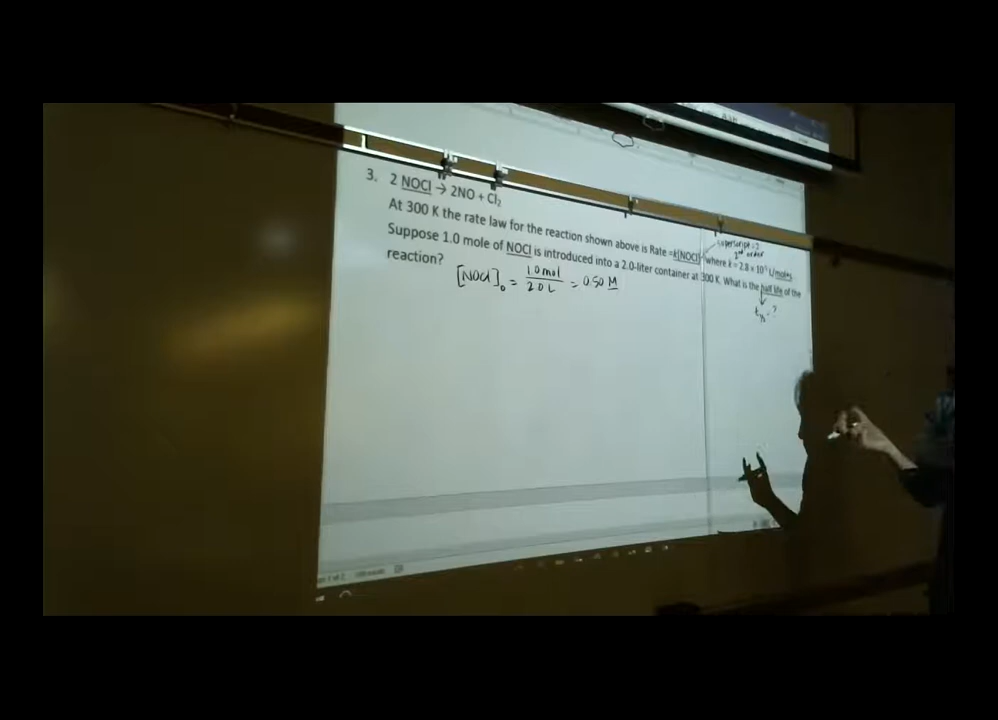 3. 2 NOCl → 2NO + Cl₂
At 300 K the rate law for the reaction shown above is Rate = k[NOCl]² where k = 2.8 x 10⁻⁵ L/moles.
superscript = 2
2nd order
Suppose 1.0 mole of NOCl is introduced into a 2.0-liter container at 300 K. What is the half life of the
reaction?
[NOCl]₀ = 1.0 mol / 2.0 L = 0.50 M
t½ = ?